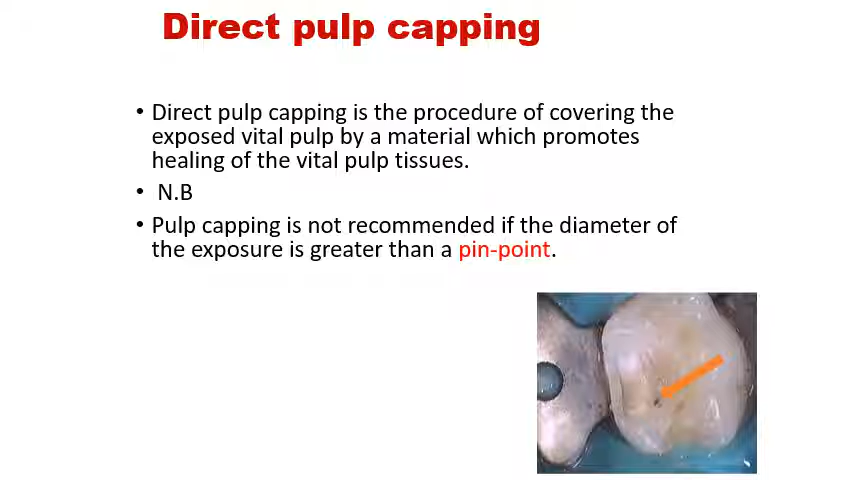 Direct pulp capping
• Direct pulp capping is the procedure of covering the
exposed vital pulp by a material which promotes
healing of the vital pulp tissues.
• N.B
• Pulp capping is not recommended if the diameter of
the exposure is greater than a pin-point.